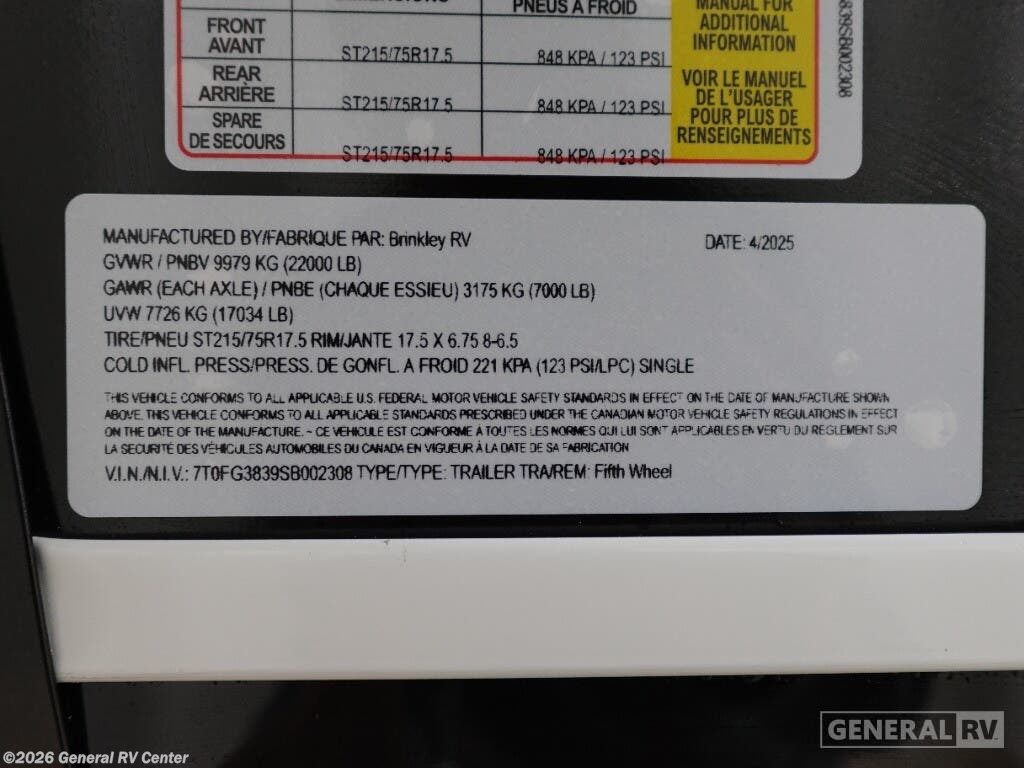 DIMENSIONS
PNEUS À FROID
MANUAL FOR
ADDITIONAL
INFORMATION
FRONT
AVANT
ST215/75R17.5
848 KPA / 123 PSI
REAR
ARRIÈRE
ST215/75R17.5
848 KPA / 123 PSI
SPARE
DE SECOURS
ST215/75R17.5
848 KPA / 123 PSI
VOIR LE MANUEL
DE L'USAGER
POUR PLUS DE
RENSEIGNEMENTS
839SB002308
MANUFACTURED BY/FABRIQUE PAR: Brinkley RV DATE: 4/2025
GVWR / PNBV 9979 KG (22000 LB)
GAWR (EACH AXLE) / PNBE (CHAQUE ESSIEU) 3175 KG (7000 LB)
UVW 7726 KG (17034 LB)
TIRE/PNEU ST215/75R17.5 RIM/JANTE 17.5 X 6.75 8-6.5
COLD INFL. PRESS/PRESS. DE GONFL. A FROID 221 KPA (123 PSI/LPC) SINGLE
THIS VEHICLE CONFORMS TO ALL APPLICABLE U.S. FEDERAL MOTOR VEHICLE SAFETY STANDARDS IN EFFECT ON THE DATE OF MANUFACTURE SHOWN
ABOVE. THIS VEHICLE CONFORMS TO ALL APPLICABLE STANDARDS PRESCRIBED UNDER THE CANADIAN MOTOR VEHICLE SAFETY REGULATIONS IN EFFECT
ON THE DATE OF THE MANUFACTURE. - CE VEHICULE EST CONFORME A TOUTES LES NORMES QUI LUI SONT APPLICABLES EN VERTU DU REGLEMENT SUR
LA SECURITÉ DES VÉHICULES AUTOMOBILES DU CANADA EN VIGUEUR À LA DATE DE SA FABRICATION
V.I.N./N.I.V.: 7T0FG3839SB002308 TYPE/TYPE: TRAILER TRA/REM: Fifth Wheel
GENERAL RV
©2026 General RV Center